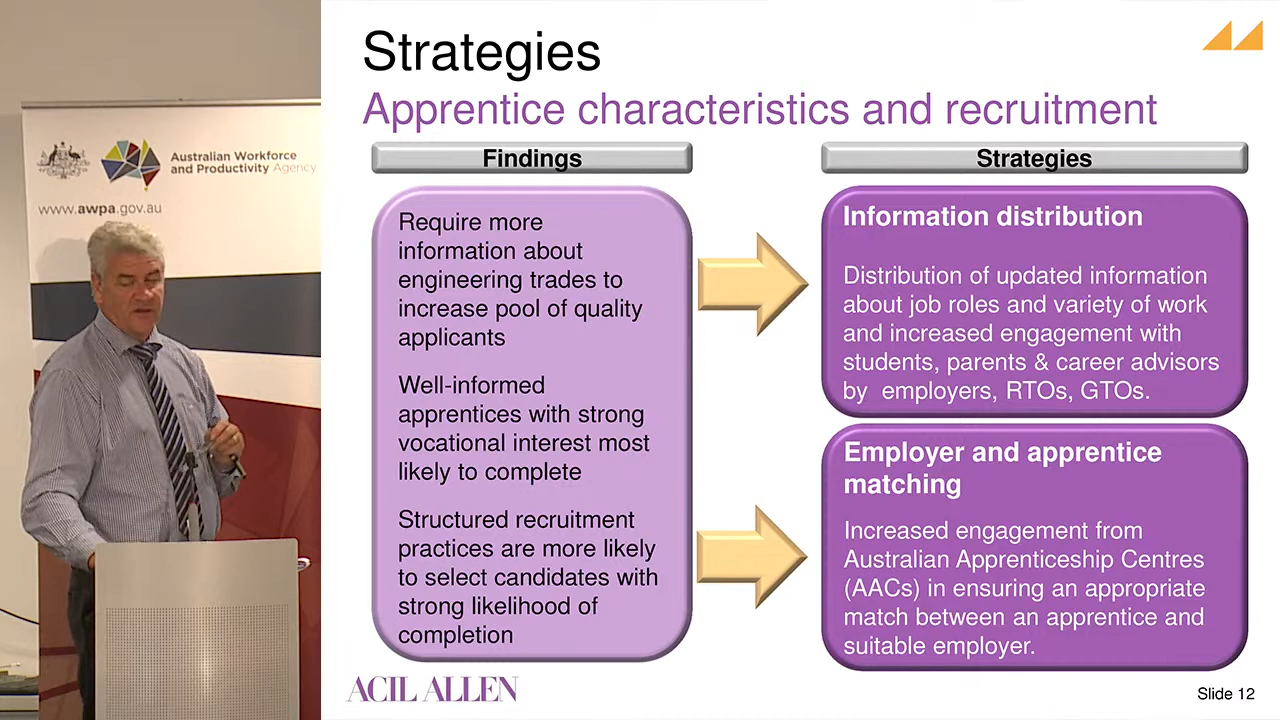 Australian Workforce
and Productivity Agency
www.awpa.gov.au
Strategies
Apprentice characteristics and recruitment
Findings
Require more
information about
engineering trades to
increase pool of quality
applicants
Well-informed
apprentices with strong
vocational interest most
likely to complete
Structured recruitment
practices are more likely
to select candidates with
strong likelihood of
completion
Strategies
Information distribution
Distribution of updated information
about job roles and variety of work
and increased engagement with
students, parents & career advisors
by  employers, RTOs, GTOs.
Employer and apprentice
matching
Increased engagement from
Australian Apprenticeship Centres
(AACs) in ensuring an appropriate
match between an apprentice and
suitable employer.
ACIL ALLEN
Slide 12